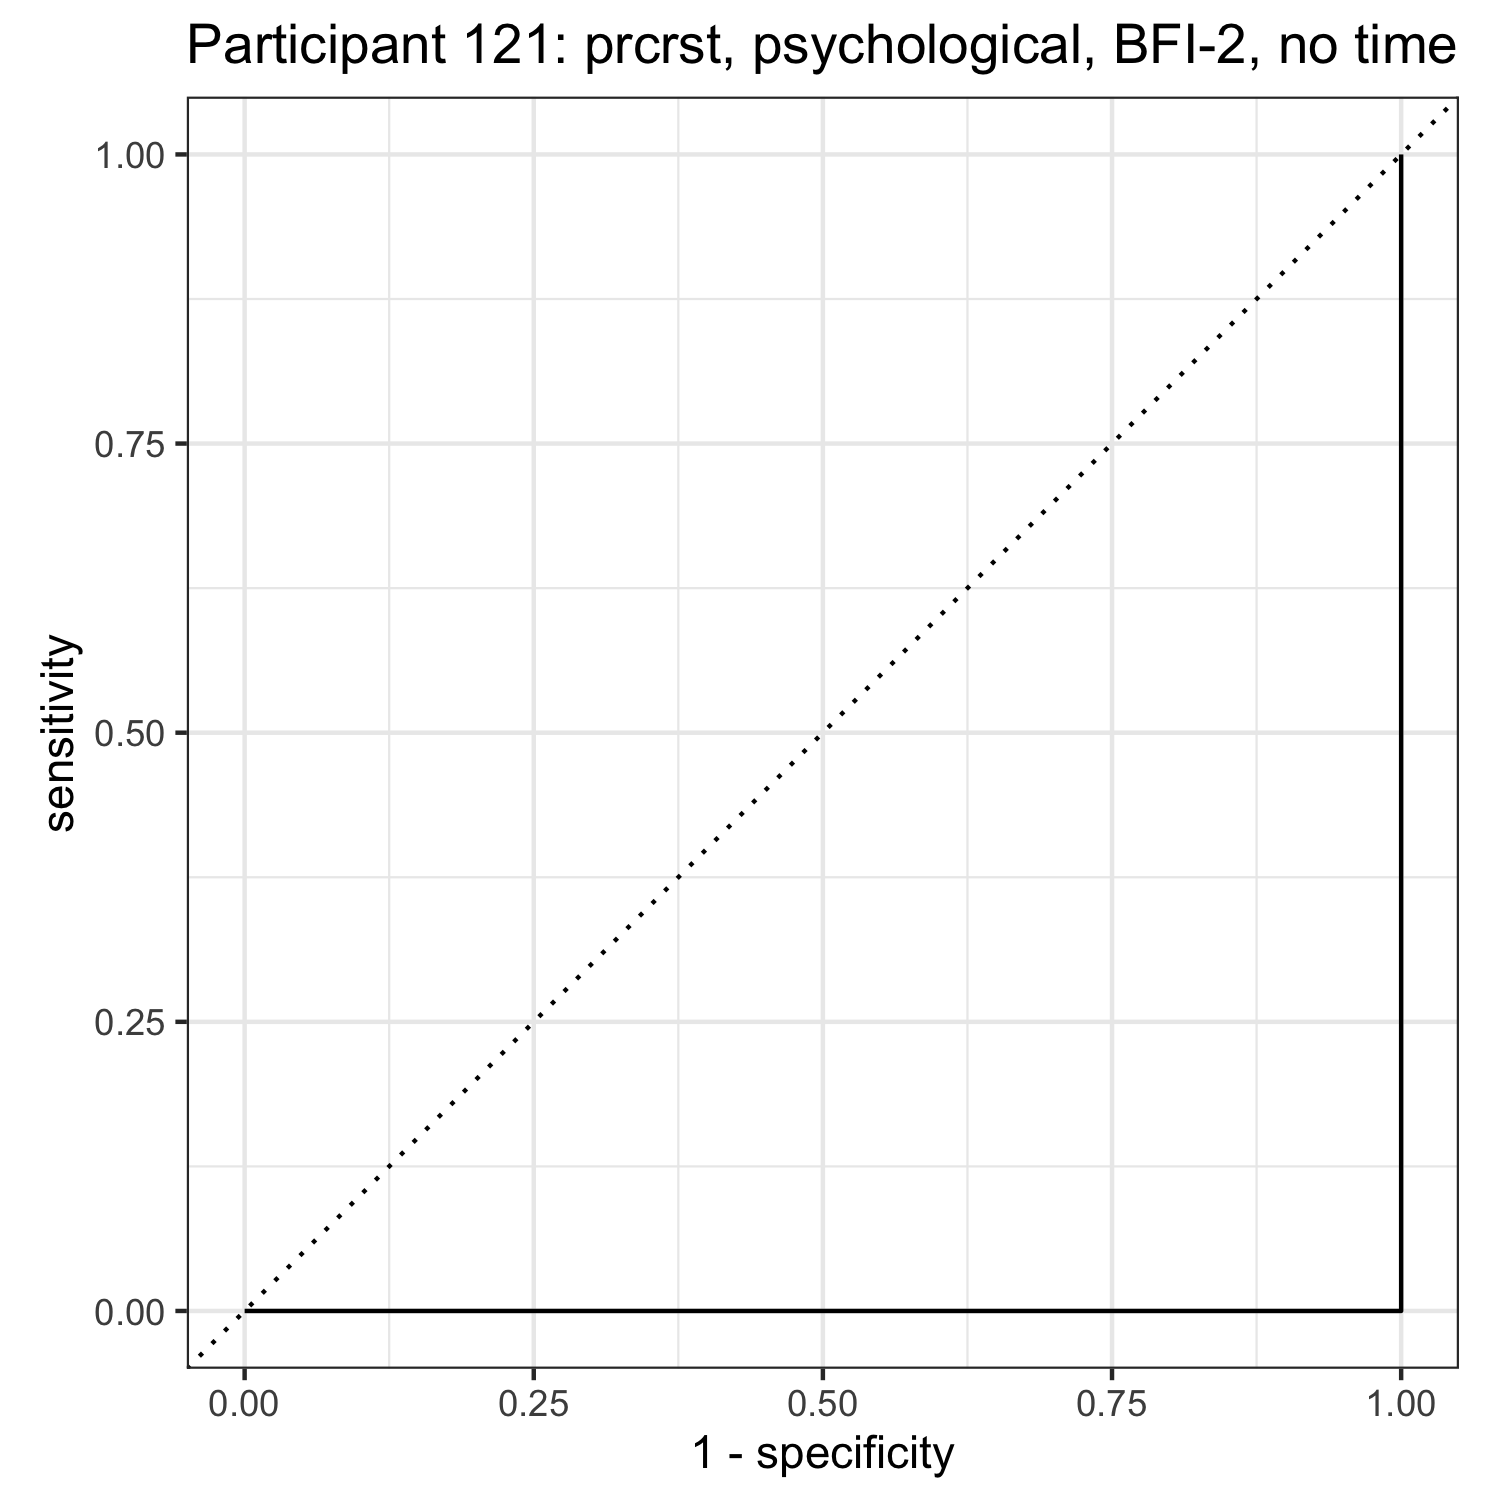 Participant 121: prcrst, psychological, BFI-2, no time
1.00
0.75
0.50
0.25
0.00
sensitivity
0.00 0.25 0.50 0.75 1.00
1 - specificity